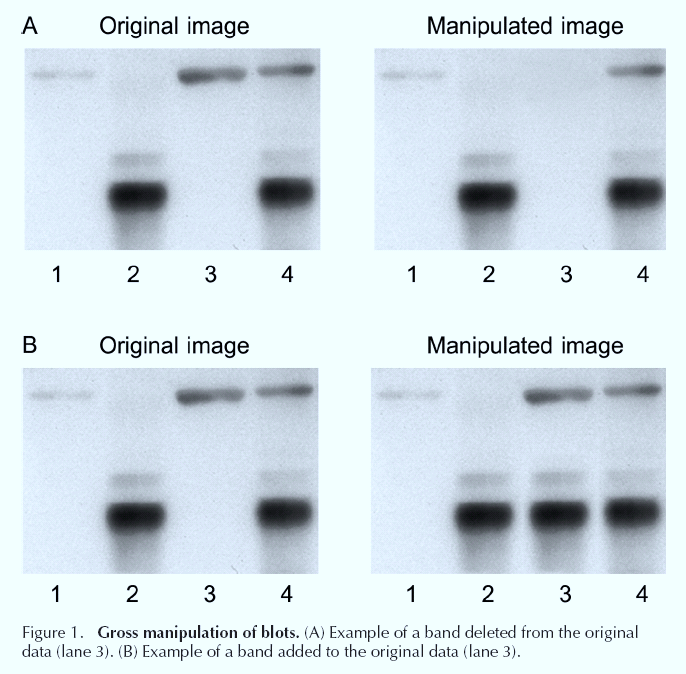 A Original image Manipulated image
1 2 3 4 1 2 3 4
B Original image Manipulated image
1 2 3 4 1 2 3 4
Figure 1. Gross manipulation of blots. (A) Example of a band deleted from the original
data (lane 3). (B) Example of a band added to the original data (lane 3).